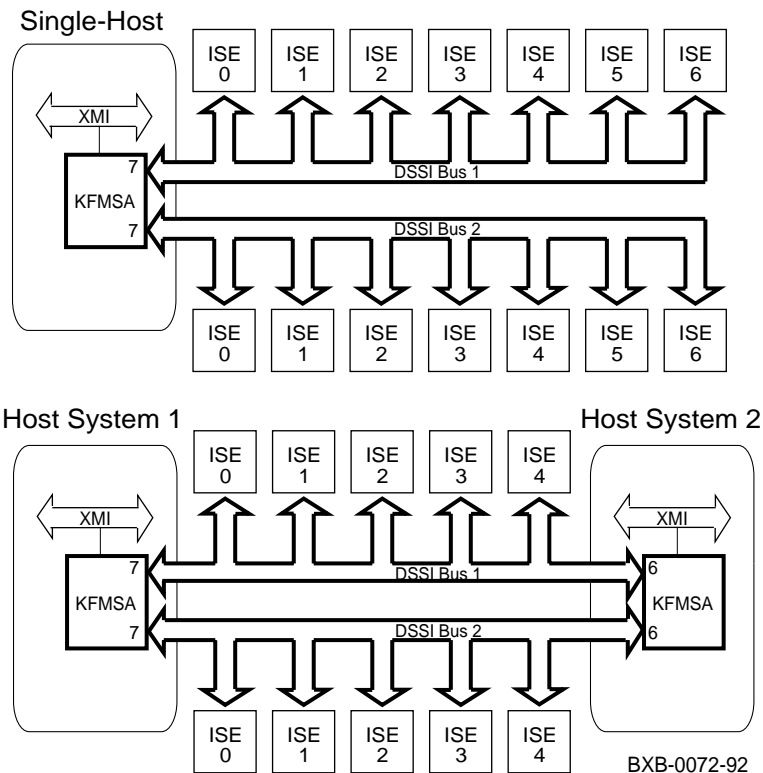 Single-Host
ISE 0
ISE 1
ISE 2
ISE 3
ISE 4
ISE 5
ISE 6
XMI
7
DSSI Bus 1
KFMSA
7
DSSI Bus 2
ISE 0
ISE 1
ISE 2
ISE 3
ISE 4
ISE 5
ISE 6
Host System 1
Host System 2
ISE 0
ISE 1
ISE 2
ISE 3
ISE 4
XMI
XMI
7
DSSI Bus 1
6
KFMSA
KFMSA
7
DSSI Bus 2
6
ISE 0
ISE 1
ISE 2
ISE 3
ISE 4
BXB-0072-92